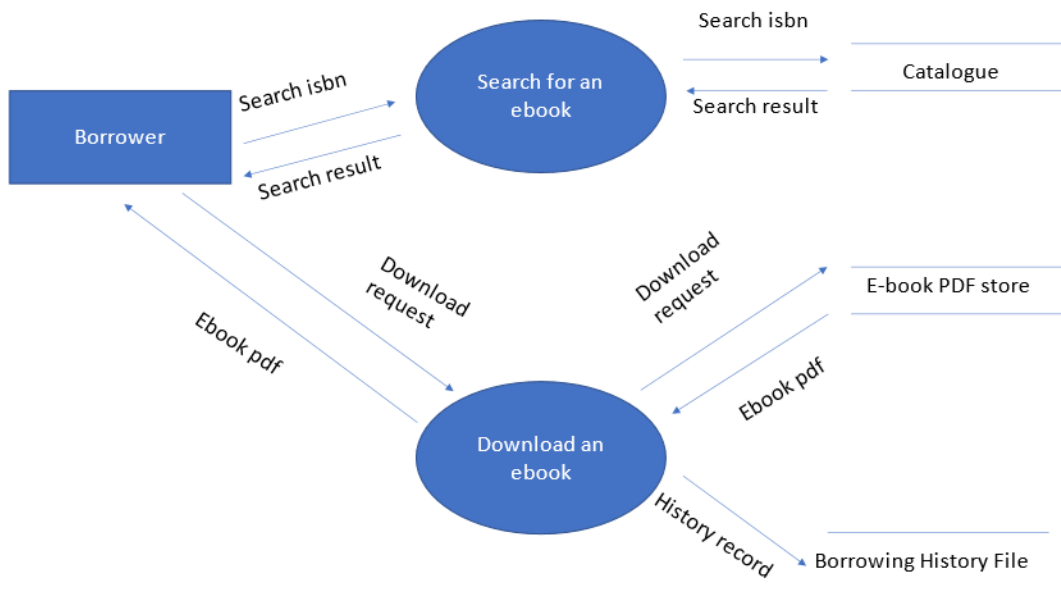 Search isbn
Search for an
ebook
Catalogue
Search isbn
Search result
Borrower
Search result
Download
request
Download
request
E-book PDF store
Ebook pdf
Ebook pdf
Download an
ebook
History record
Borrowing History File